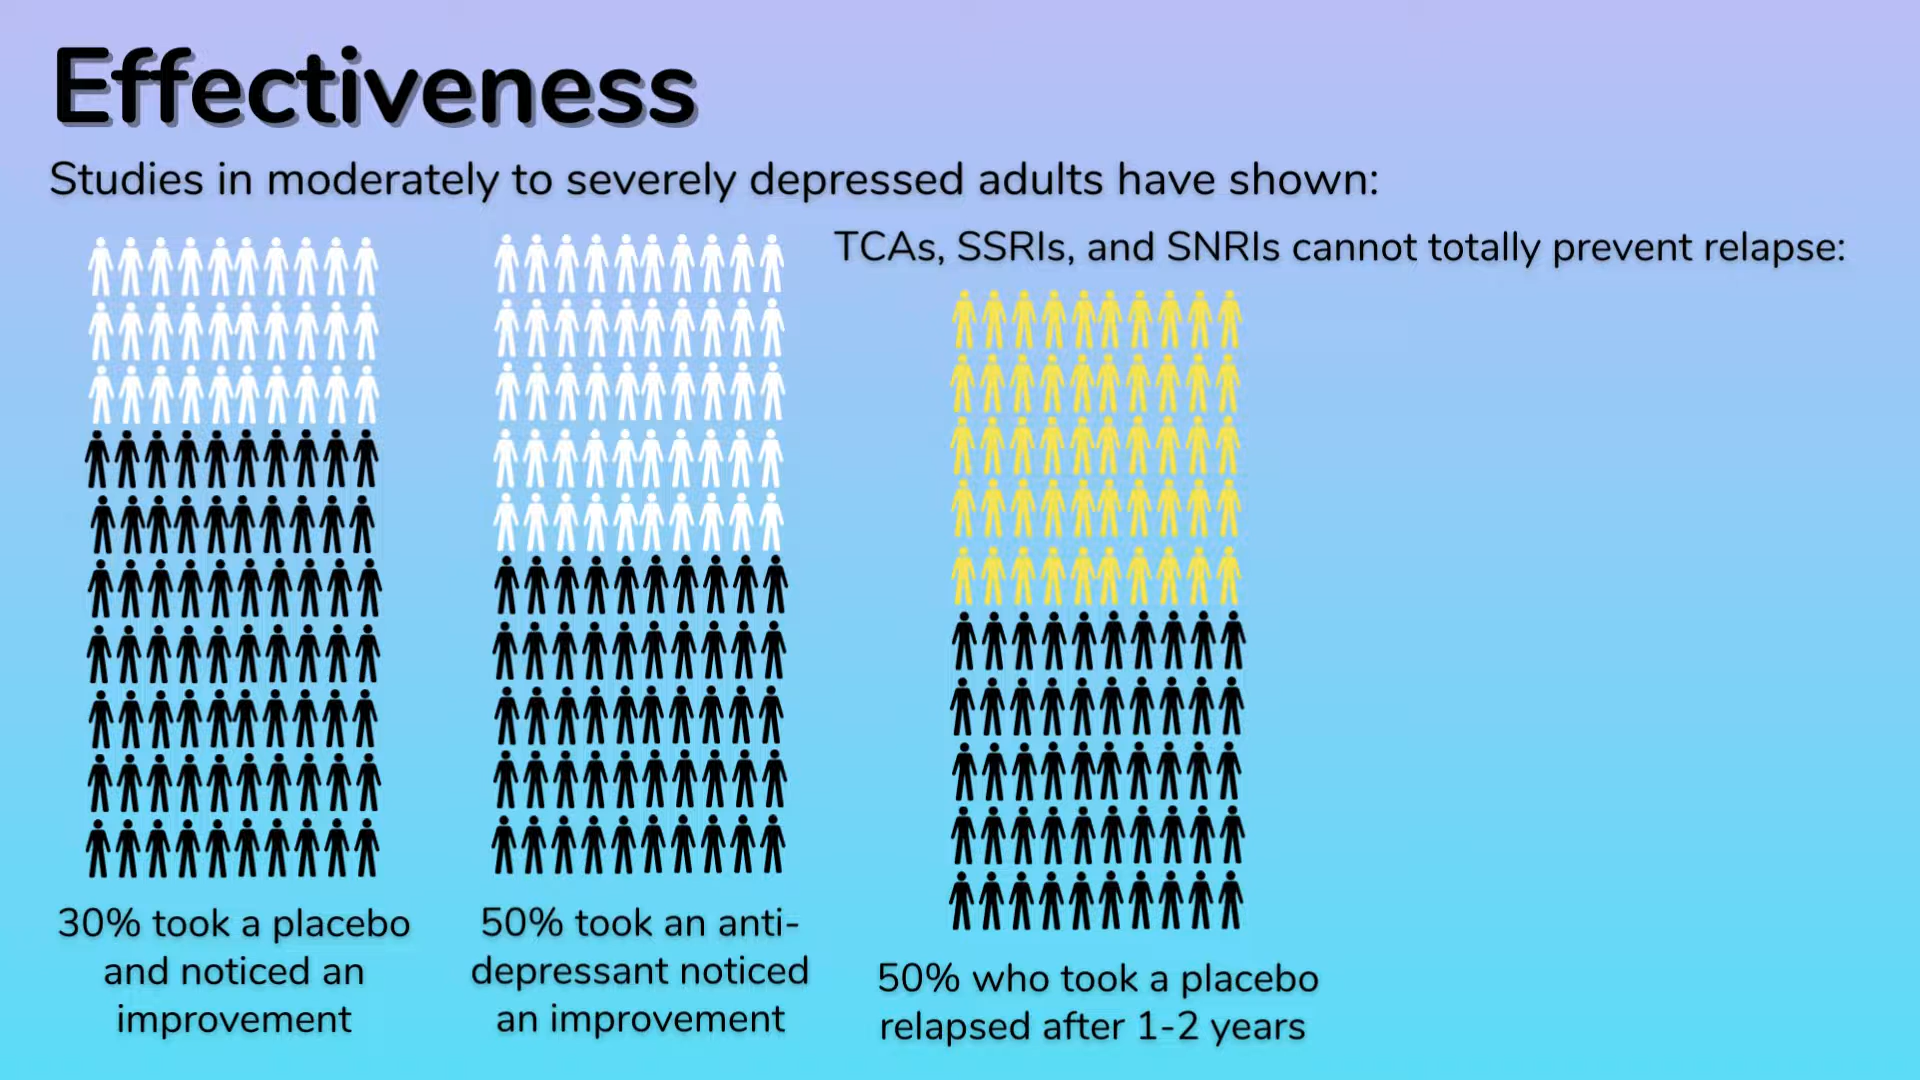 Effectiveness
Studies in moderately to severely depressed adults have shown:
TCAs, SSRIs, and SNRIs cannot totally prevent relapse:
30% took a placebo
and noticed an
improvement
50% took an anti-
depressant noticed
an improvement
50% who took a placebo
relapsed after 1-2 years